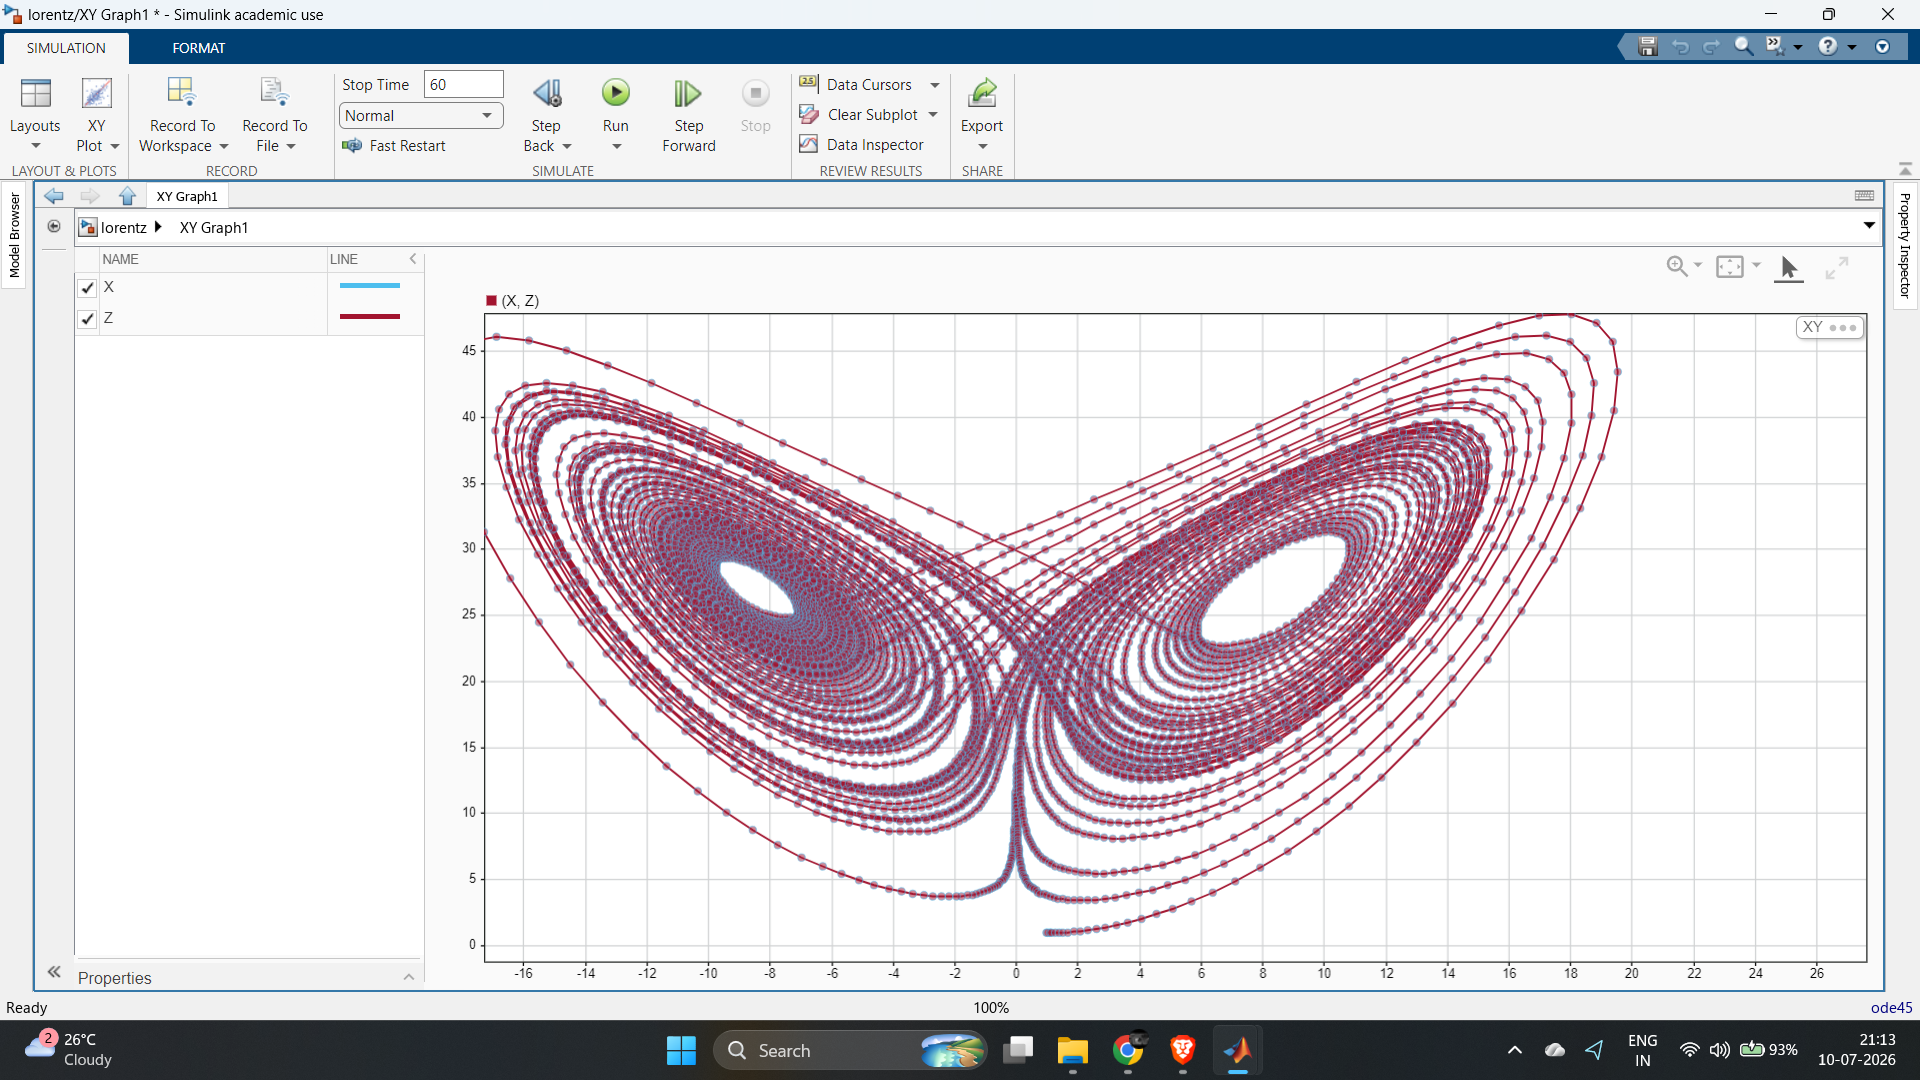 lorentz/XY Graph1 * - Simulink academic use
SIMULATION
FORMAT
Layouts
XY
Plot
LAYOUT & PLOTS
Record To
Workspace
Record To
File
RECORD
Stop Time
60
Normal
Fast Restart
Step
Back
Run
Step
Forward
Stop
SIMULATE
2.5
Data Cursors
Clear Subplot
Data Inspector
REVIEW RESULTS
Export
SHARE
Model Browser
XY Graph1
lorentz
XY Graph1
Property Inspector
NAME
LINE
X
Z
(X, Z)
XY
45
40
35
30
25
20
15
10
5
0
-16
-14
-12
-10
-8
-6
-4
-2
0
2
4
6
8
10
12
14
16
18
20
22
24
26
Properties
Ready
100%
ode45
2
26°C
Cloudy
Search
ENG
IN
93%
21:13
10-07-2026